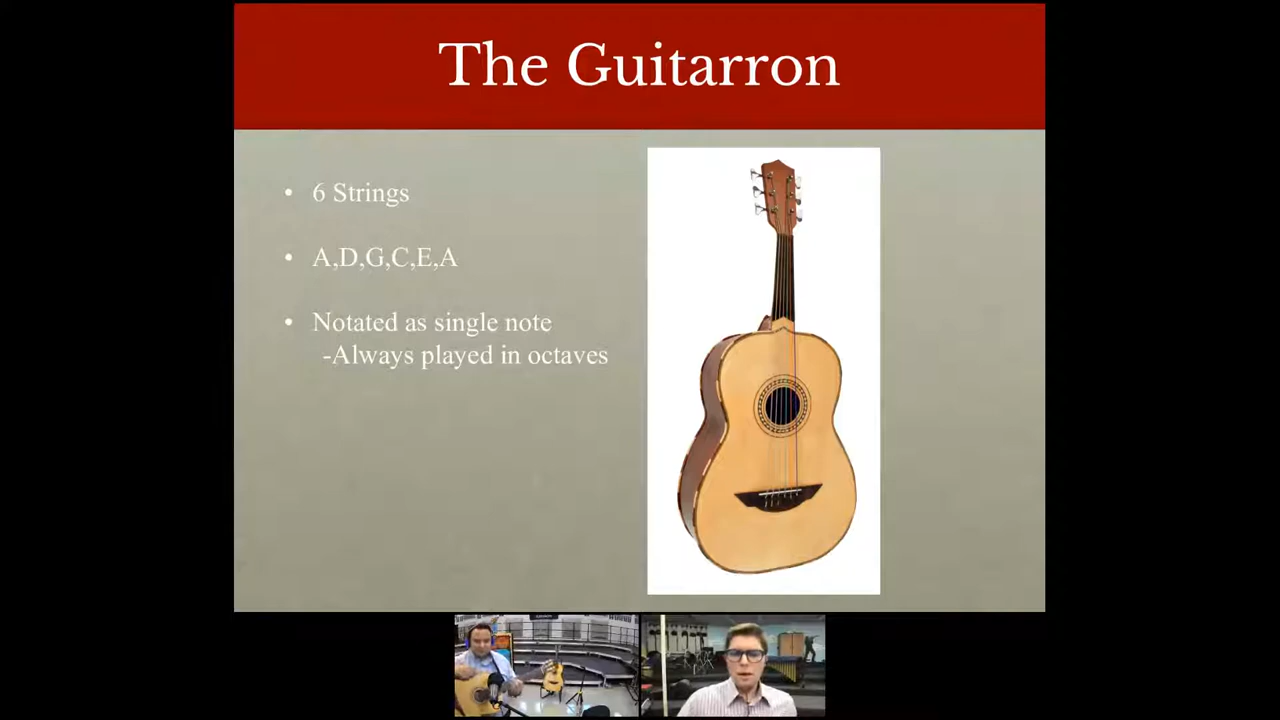 The Guitarron
• 6 Strings
• A,D,G,C,E,A
• Notated as single note
-Always played in octaves